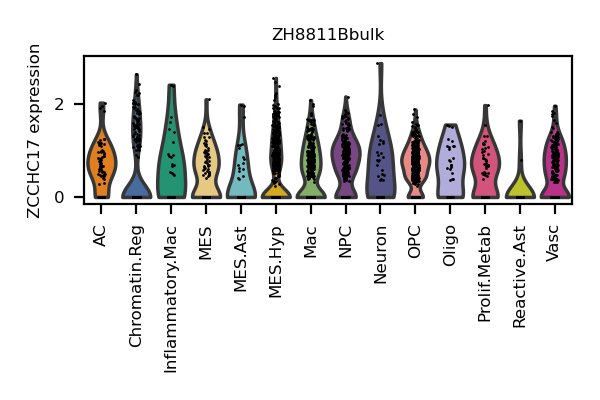 ZH8811Bbulk
ZCCHC17 expression
2
0
AC
Chromatin.Reg
Inflammatory.Mac
MES
MES.Ast
MES.Hyp
Mac
NPC
Neuron
OPC
Oligo
Prolif.Metab
Reactive.Ast
Vasc